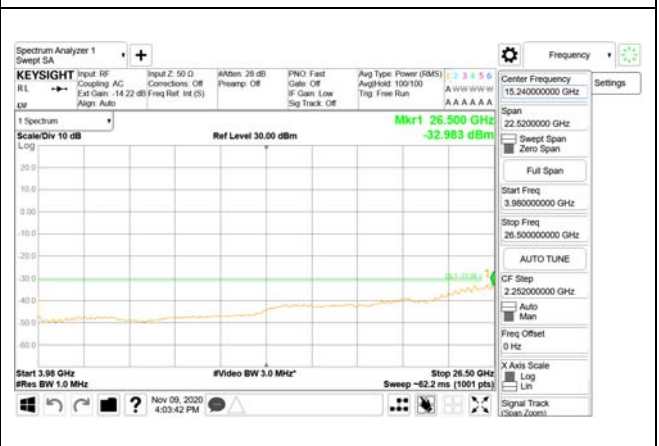 Spectrum Analyzer 1
Swept SA
Frequency
KEYSIGHT
RL
Input: RF
Coupling: AC
Ext Gain: -14.22 dB
Align: Auto
Input Z: 50 Ω
Corrections: Off
Freq Ref: Int (S)
#Atten: 28 dB
Preamp: Off
PNO: Fast
Gate: Off
IF Gain: Low
Sig Track: Off
Avg Type: Power (RMS)
Avg|Hold: 100/100
Trig: Free Run
1 2 3 4 5 6
A W W W W W
A A A A A A
Center Frequency
15.240000000 GHz
Settings
Span
22.5200000 GHz
Swept Span
Zero Span
Full Span
Start Freq
3.980000000 GHz
Stop Freq
26.500000000 GHz
AUTO TUNE
CF Step
2.252000000 GHz
Auto
Man
Freq Offset
0 Hz
X Axis Scale
Log
Lin
Signal Track
(Span Zoom)
1 Spectrum
Scale/Div 10 dB
Ref Level 30.00 dBm
Mkr1 26.500 GHz
-32.983 dBm
Log
20.0
10.0
0.00
-10.0
-20.0
-30.0
-40.0
-50.0
-60.0
1
Start 3.98 GHz
#Res BW 1.0 MHz
#Video BW 3.0 MHz*
Stop 26.50 GHz
Sweep ~62.2 ms (1001 pts)
Nov 09, 2020
4:03:42 PM